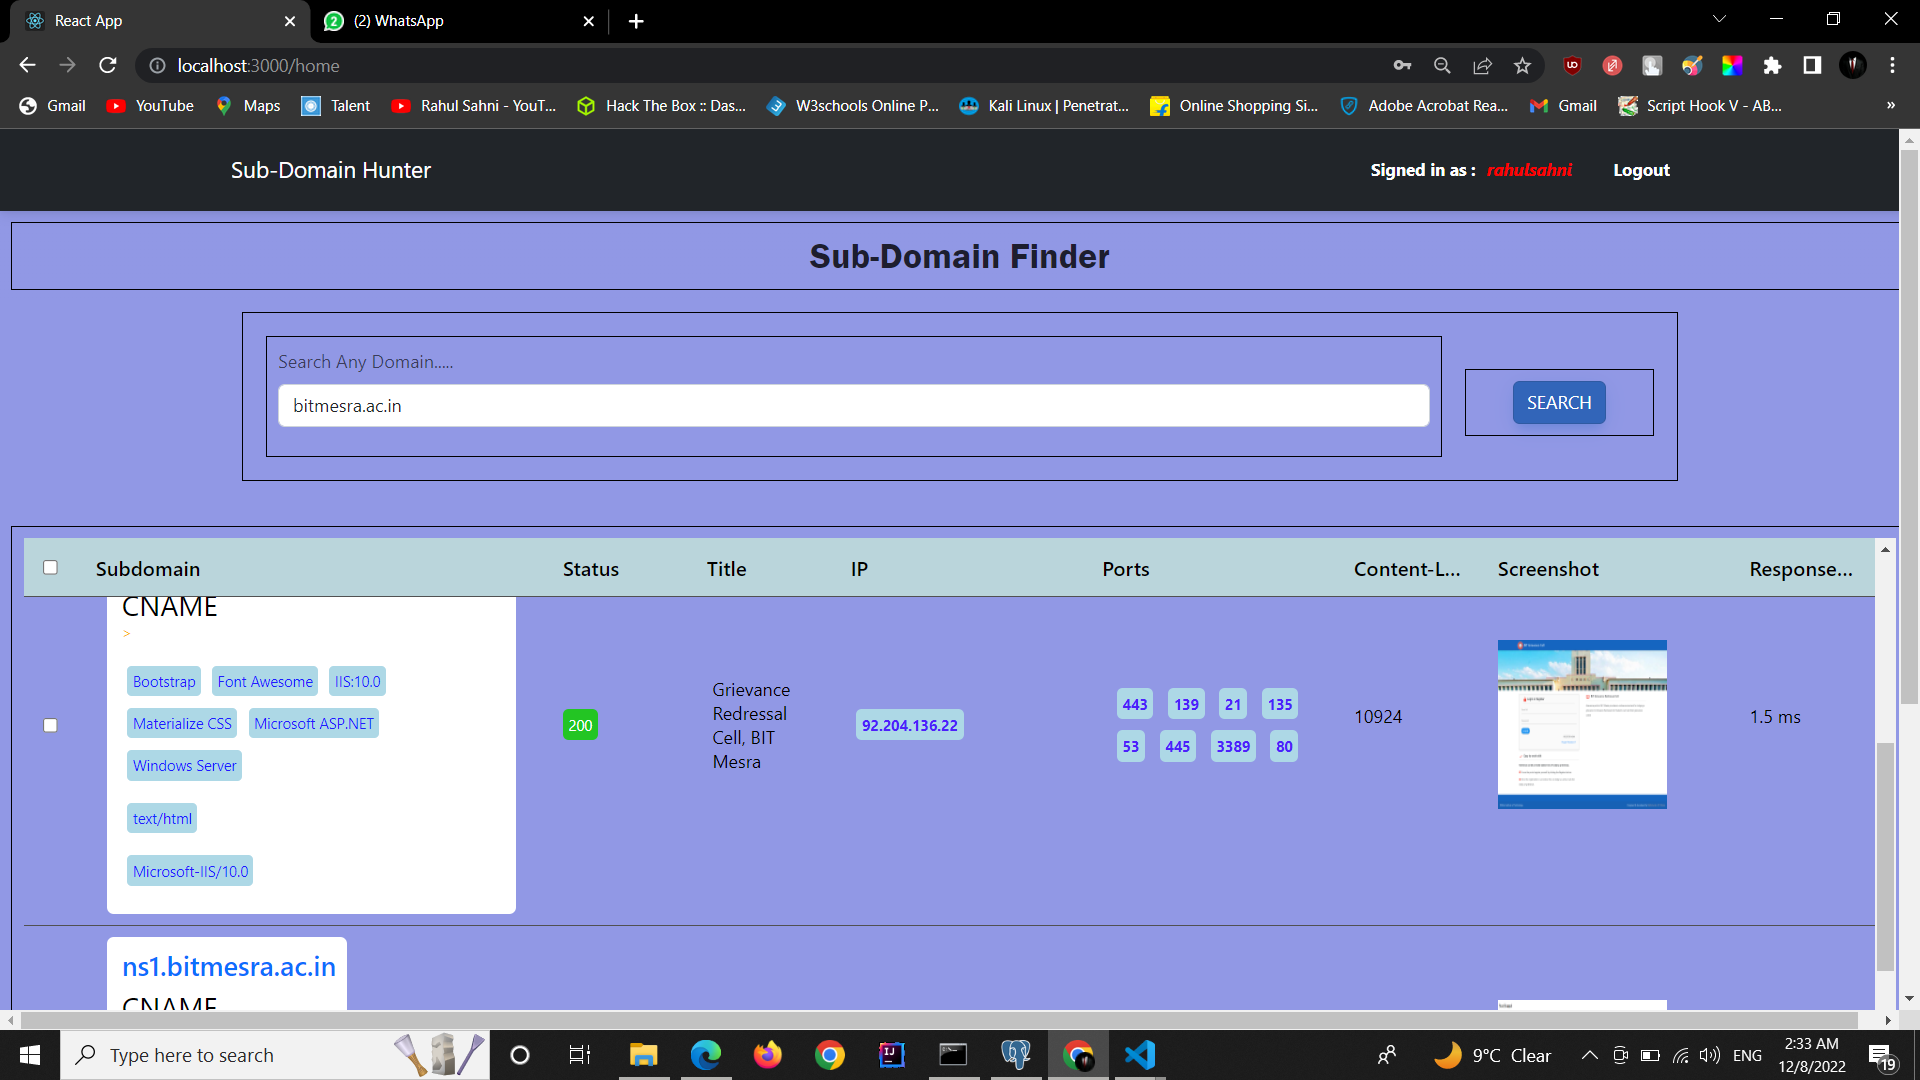 React App
(2) WhatsApp
localhost:3000/home
Gmail
YouTube
Maps
Talent
Rahul Sahni - YouT...
Hack The Box :: Das...
W3schools Online P...
Kali Linux | Penetrat...
Online Shopping Si...
Adobe Acrobat Rea...
Gmail
Script Hook V - AB...
»
Sub-Domain Hunter
Signed in as : rahulsahni
Logout
Sub-Domain Finder
Search Any Domain.....
bitmesra.ac.in
SEARCH
Subdomain
Status
Title
IP
Ports
Content-L...
Screenshot
Response...
CNAME
>
Bootstrap Font Awesome IIS:10.0
Materialize CSS Microsoft ASP.NET
Windows Server
text/html
Microsoft-IIS/10.0
200
Grievance
Redressal
Cell, BIT
Mesra
92.204.136.22
443 139 21 135
53 445 3389 80
10924
1.5 ms
ns1.bitmesra.ac.in
CNAME
Type here to search
9°C Clear
ENG
2:33 AM
12/8/2022
19